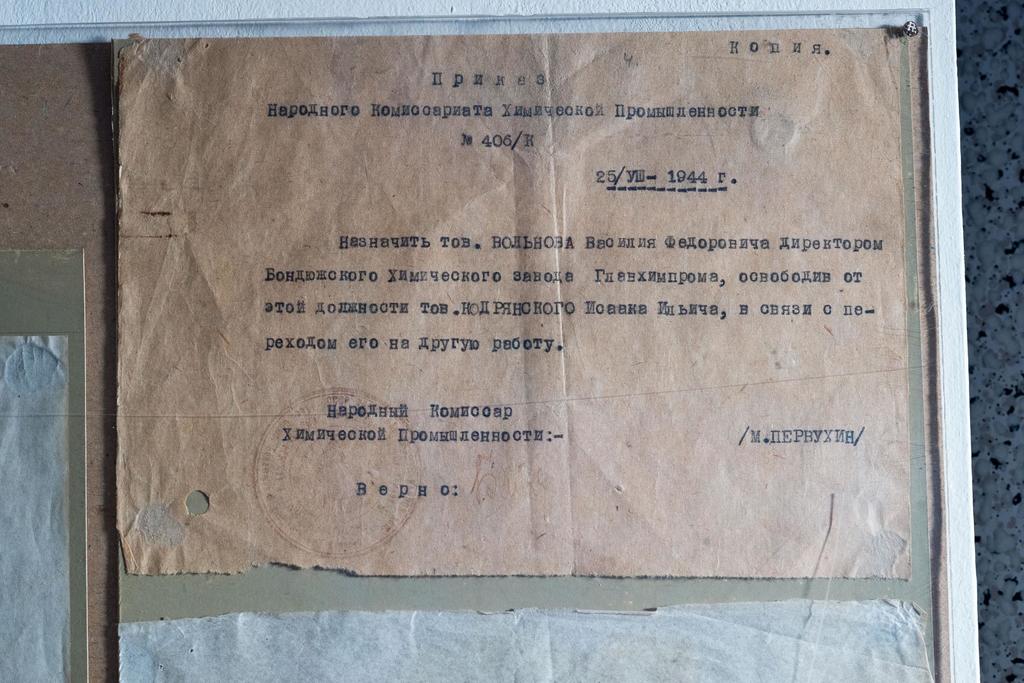 Копия.
Приказ
Народного Комиссариата Химической Промышленности
№ 406/К
25/УШ- 1944 г.
Назначить тов. ВОЛЬНОВА Василия Федоровича директором
Бондюжского Химического завода Главхимпрома, освободив от
этой должности тов.КОДРЯНСКОГО Исаака Ильича, в связи с пе-
реходом его на другую работу.
Народный Комиссар
Химической Промышленности:-
/М.ПЕРВУХИН/
Верно: